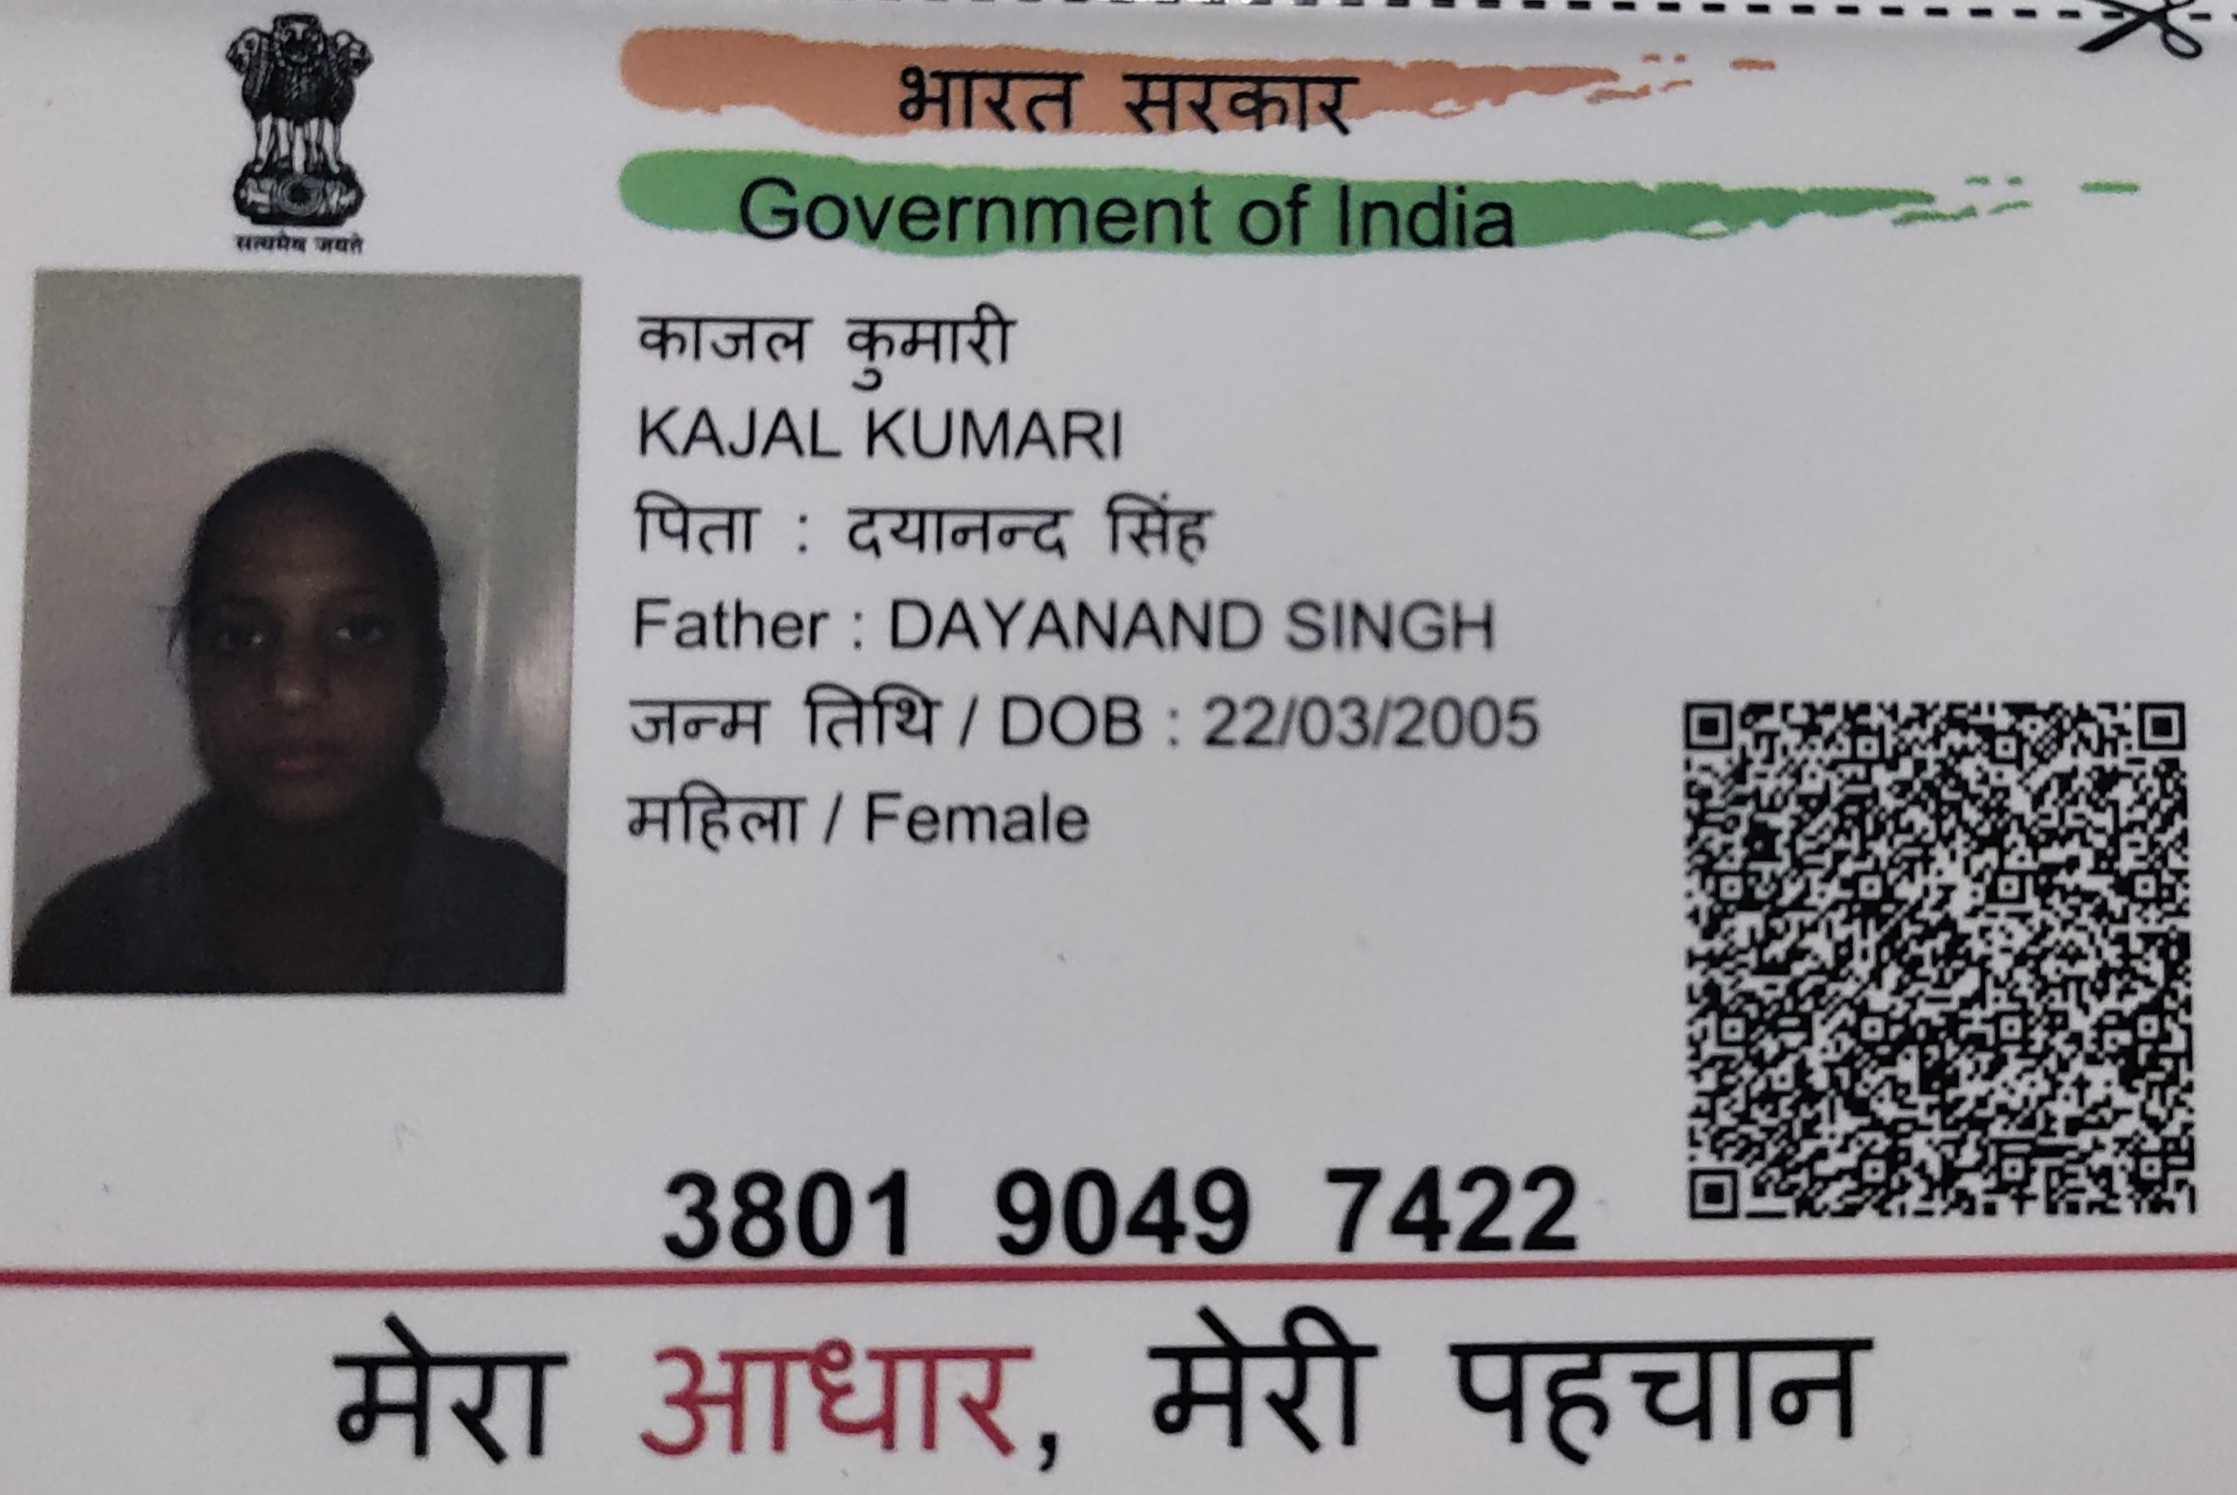 सत्यमेव जयते
भारत सरकार
Government of India
काजल कुमारी
KAJAL KUMARI
पिता : दयानन्द सिंह
Father : DAYANAND SINGH
जन्म तिथि / DOB : 22/03/2005
महिला / Female
3801 9049 7422
मेरा आधार, मेरी पहचान